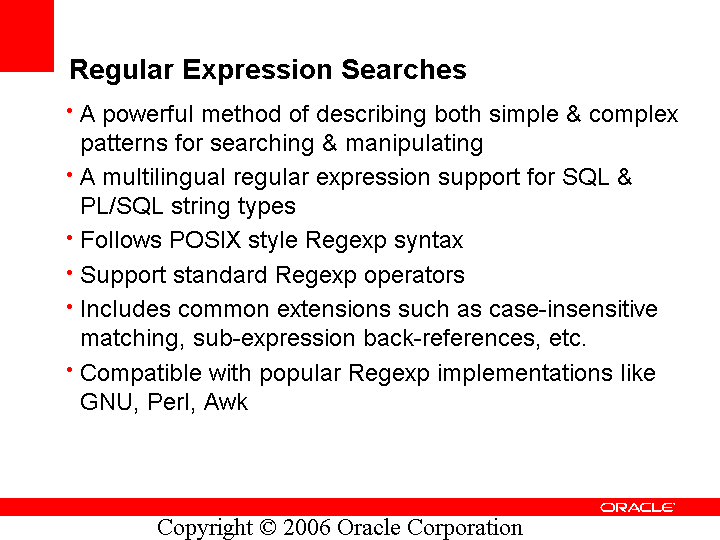 Regular Expression Searches
• A powerful method of describing both simple & complex
patterns for searching & manipulating
• A multilingual regular expression support for SQL &
PL/SQL string types
• Follows POSIX style Regexp syntax
• Support standard Regexp operators
• Includes common extensions such as case-insensitive
matching, sub-expression back-references, etc.
• Compatible with popular Regexp implementations like
GNU, Perl, Awk
ORACLE
Copyright © 2006 Oracle Corporation